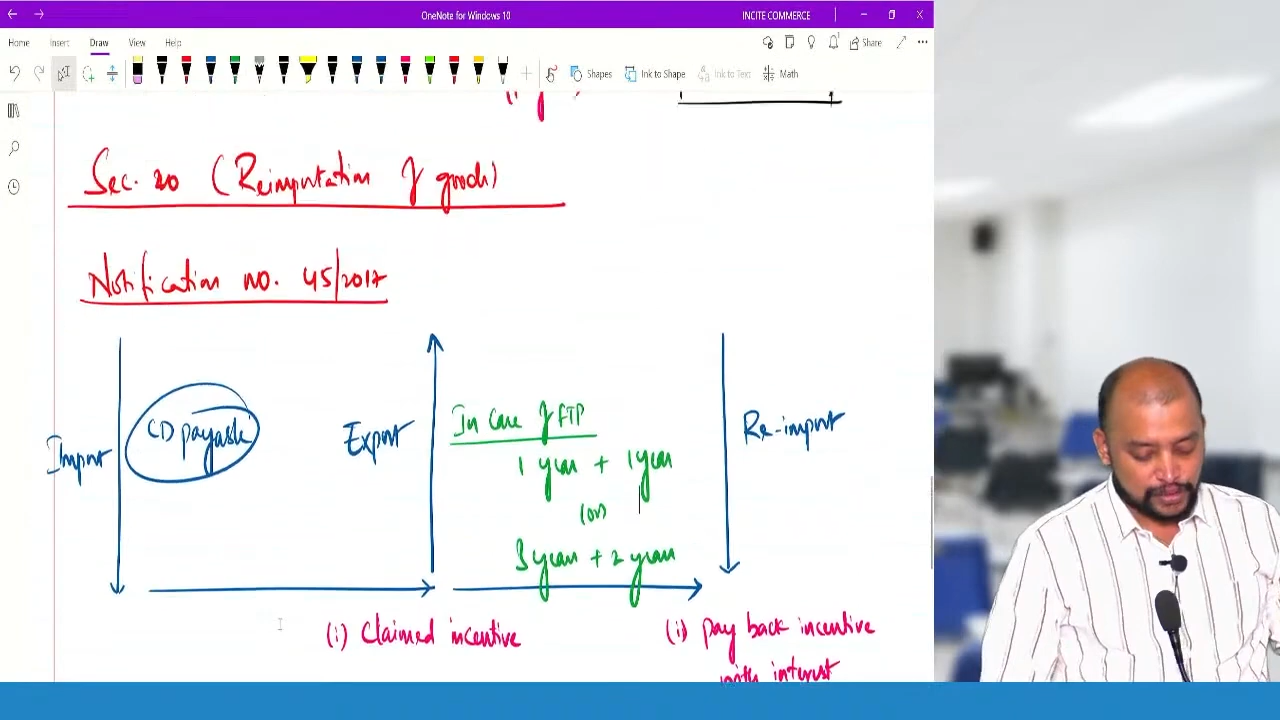 OneNote for Windows 10
INCITE COMMERCE
Home Insert Draw View Help
Share
Shapes Ink to Shape Ink to Text Math
Sec. 20 (Reimportation of goods)
Notification no. 45/2017
Import
CD payable
Export
In case of FTP
1 year + 1 year
(or)
3 year + 2 year
Re-import
(i) Claimed incentive
(i) pay back incentive
with interest